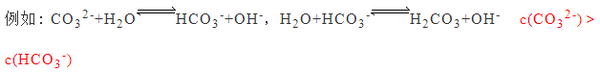 例如：CO₃²⁻+H₂O⇌HCO₃⁻+OH⁻，H₂O+HCO₃⁻⇌H₂CO₃+OH⁻ c(CO₃²⁻) >
c(HCO₃⁻)